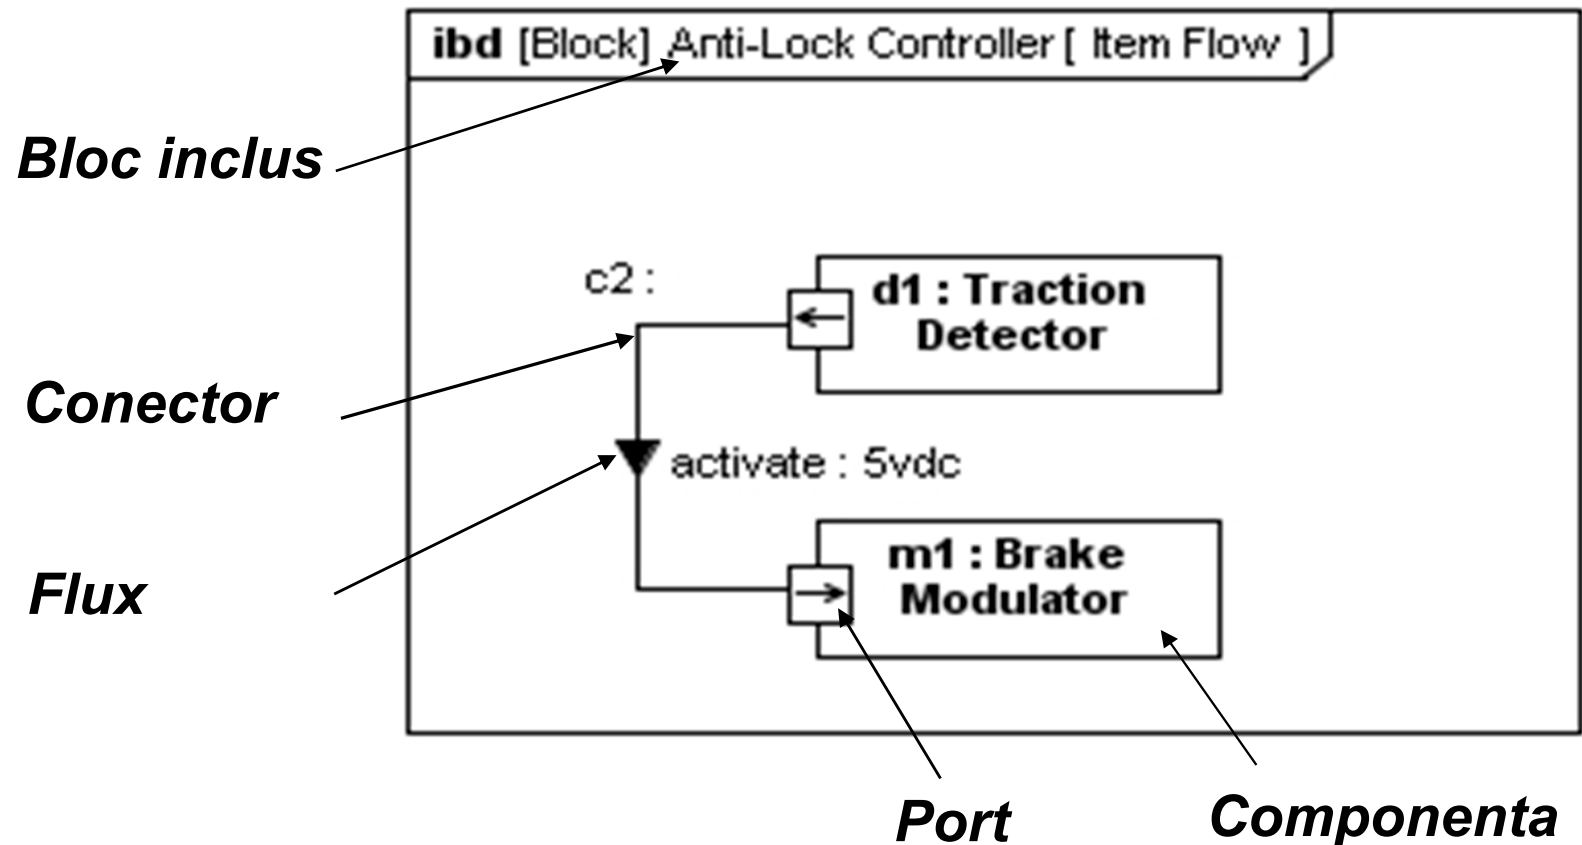 ibd [Block] Anti-Lock Controller [ Item Flow ]
Bloc inclus
c2 :
d1 : Traction
Detector
Conector
activate : 5vdc
m1 : Brake
Modulator
Flux
Port
Componenta